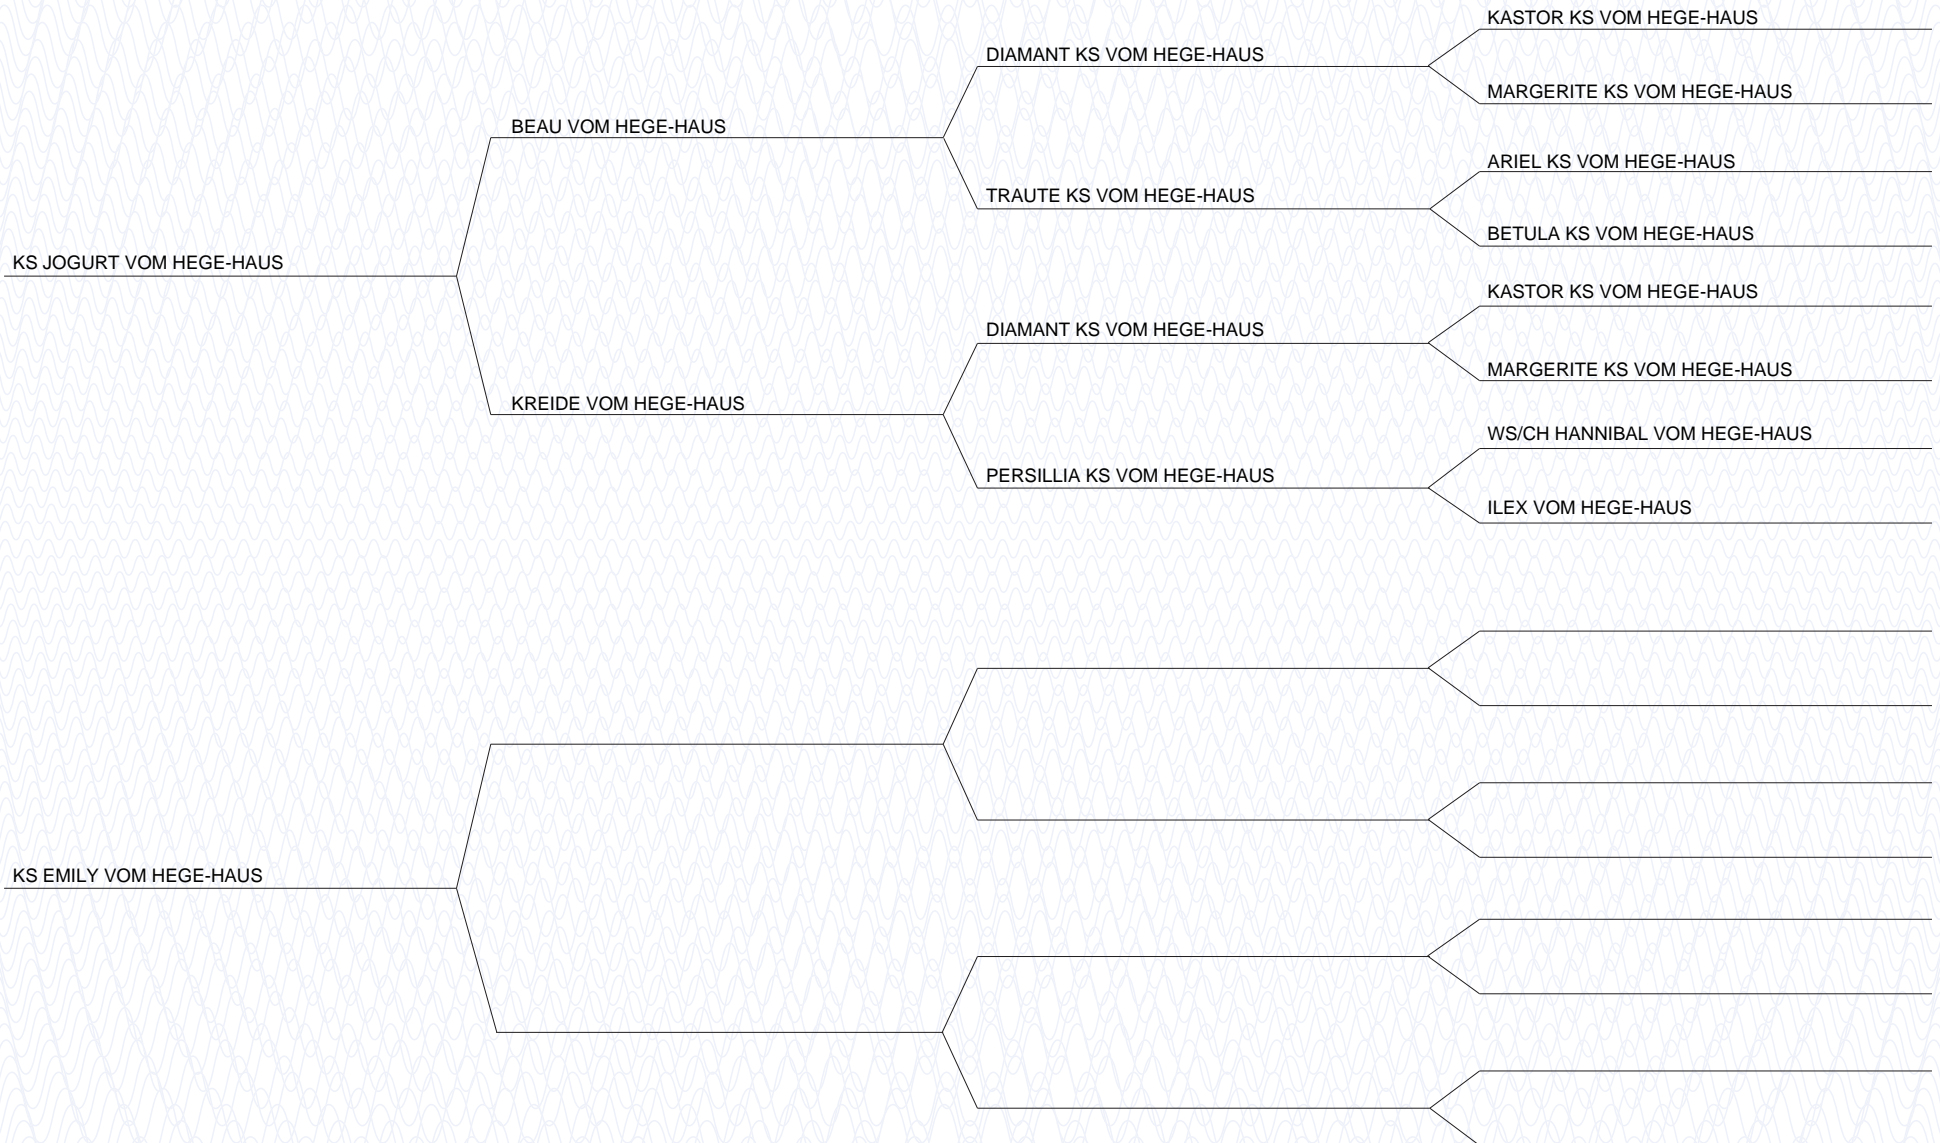 KASTOR KS VOM HEGE-HAUS
DIAMANT KS VOM HEGE-HAUS
MARGERITE KS VOM HEGE-HAUS
BEAU VOM HEGE-HAUS
ARIEL KS VOM HEGE-HAUS
TRAUTE KS VOM HEGE-HAUS
BETULA KS VOM HEGE-HAUS
KS JOGURT VOM HEGE-HAUS
KASTOR KS VOM HEGE-HAUS
DIAMANT KS VOM HEGE-HAUS
MARGERITE KS VOM HEGE-HAUS
KREIDE VOM HEGE-HAUS
WS/CH HANNIBAL VOM HEGE-HAUS
PERSILLIA KS VOM HEGE-HAUS
ILEX VOM HEGE-HAUS
KS EMILY VOM HEGE-HAUS